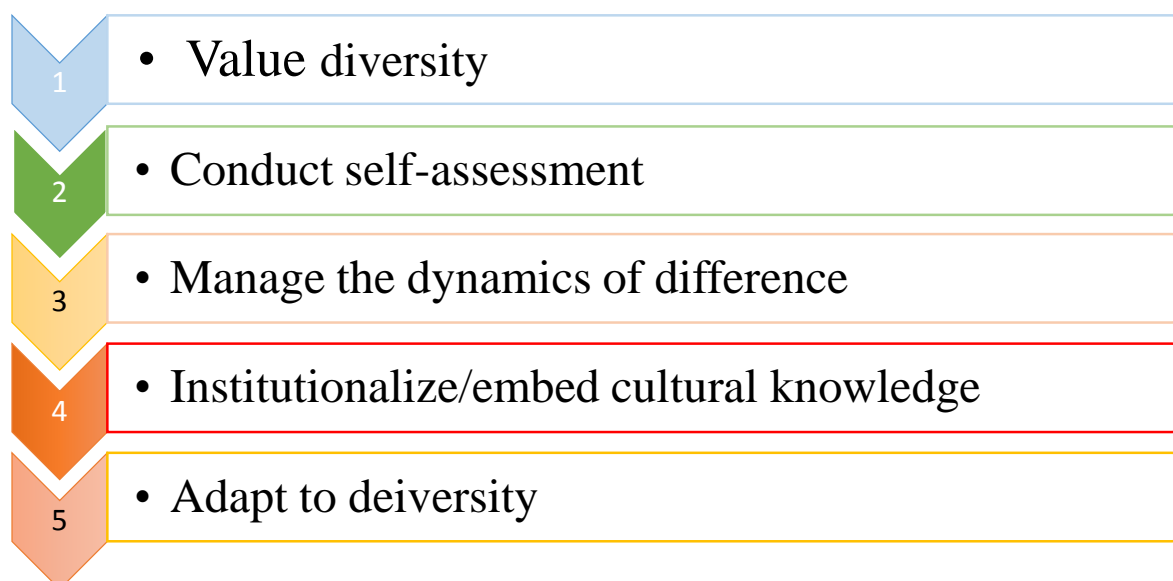 1 • Value diversity
2 • Conduct self-assessment
3 • Manage the dynamics of difference
4 • Institutionalize/embed cultural knowledge
5 • Adapt to deiversity